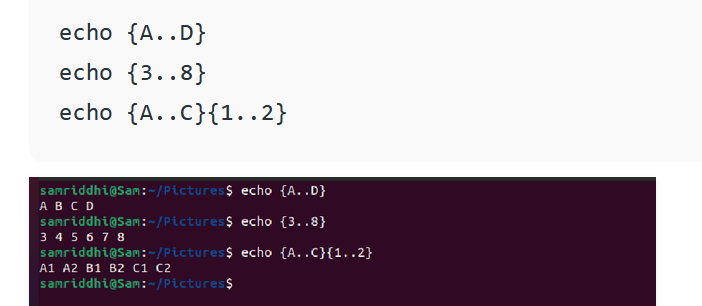 echo {A..D}
echo {3..8}
echo {A..C}{1..2}
samriddhi@Sam:~/Pictures$ echo {A..D}
A B C D
samriddhi@Sam:~/Pictures$ echo {3..8}
3 4 5 6 7 8
samriddhi@Sam:~/Pictures$ echo {A..C}{1..2}
A1 A2 B1 B2 C1 C2
samriddhi@Sam:~/Pictures$